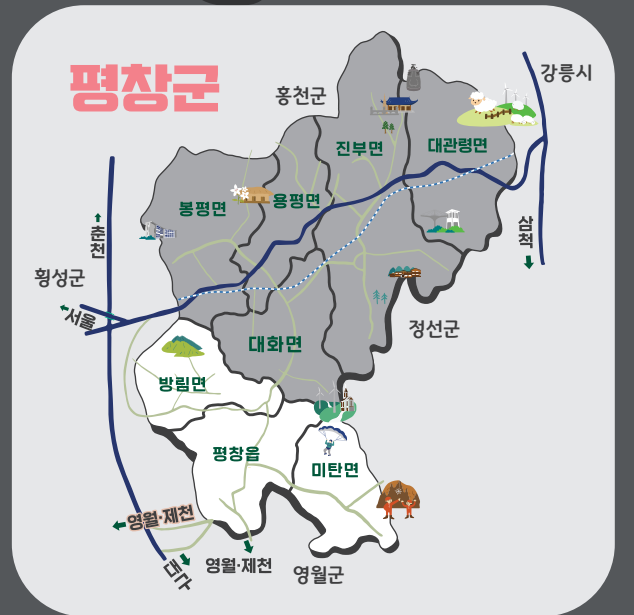 평창군
홍천군
강릉시
진부면
대관령면
봉평면
용평면
춘천
삼척
횡성군
서울
정선군
대화면
방림면
평창읍
미탄면
영월·제천
영월·제천
영월군